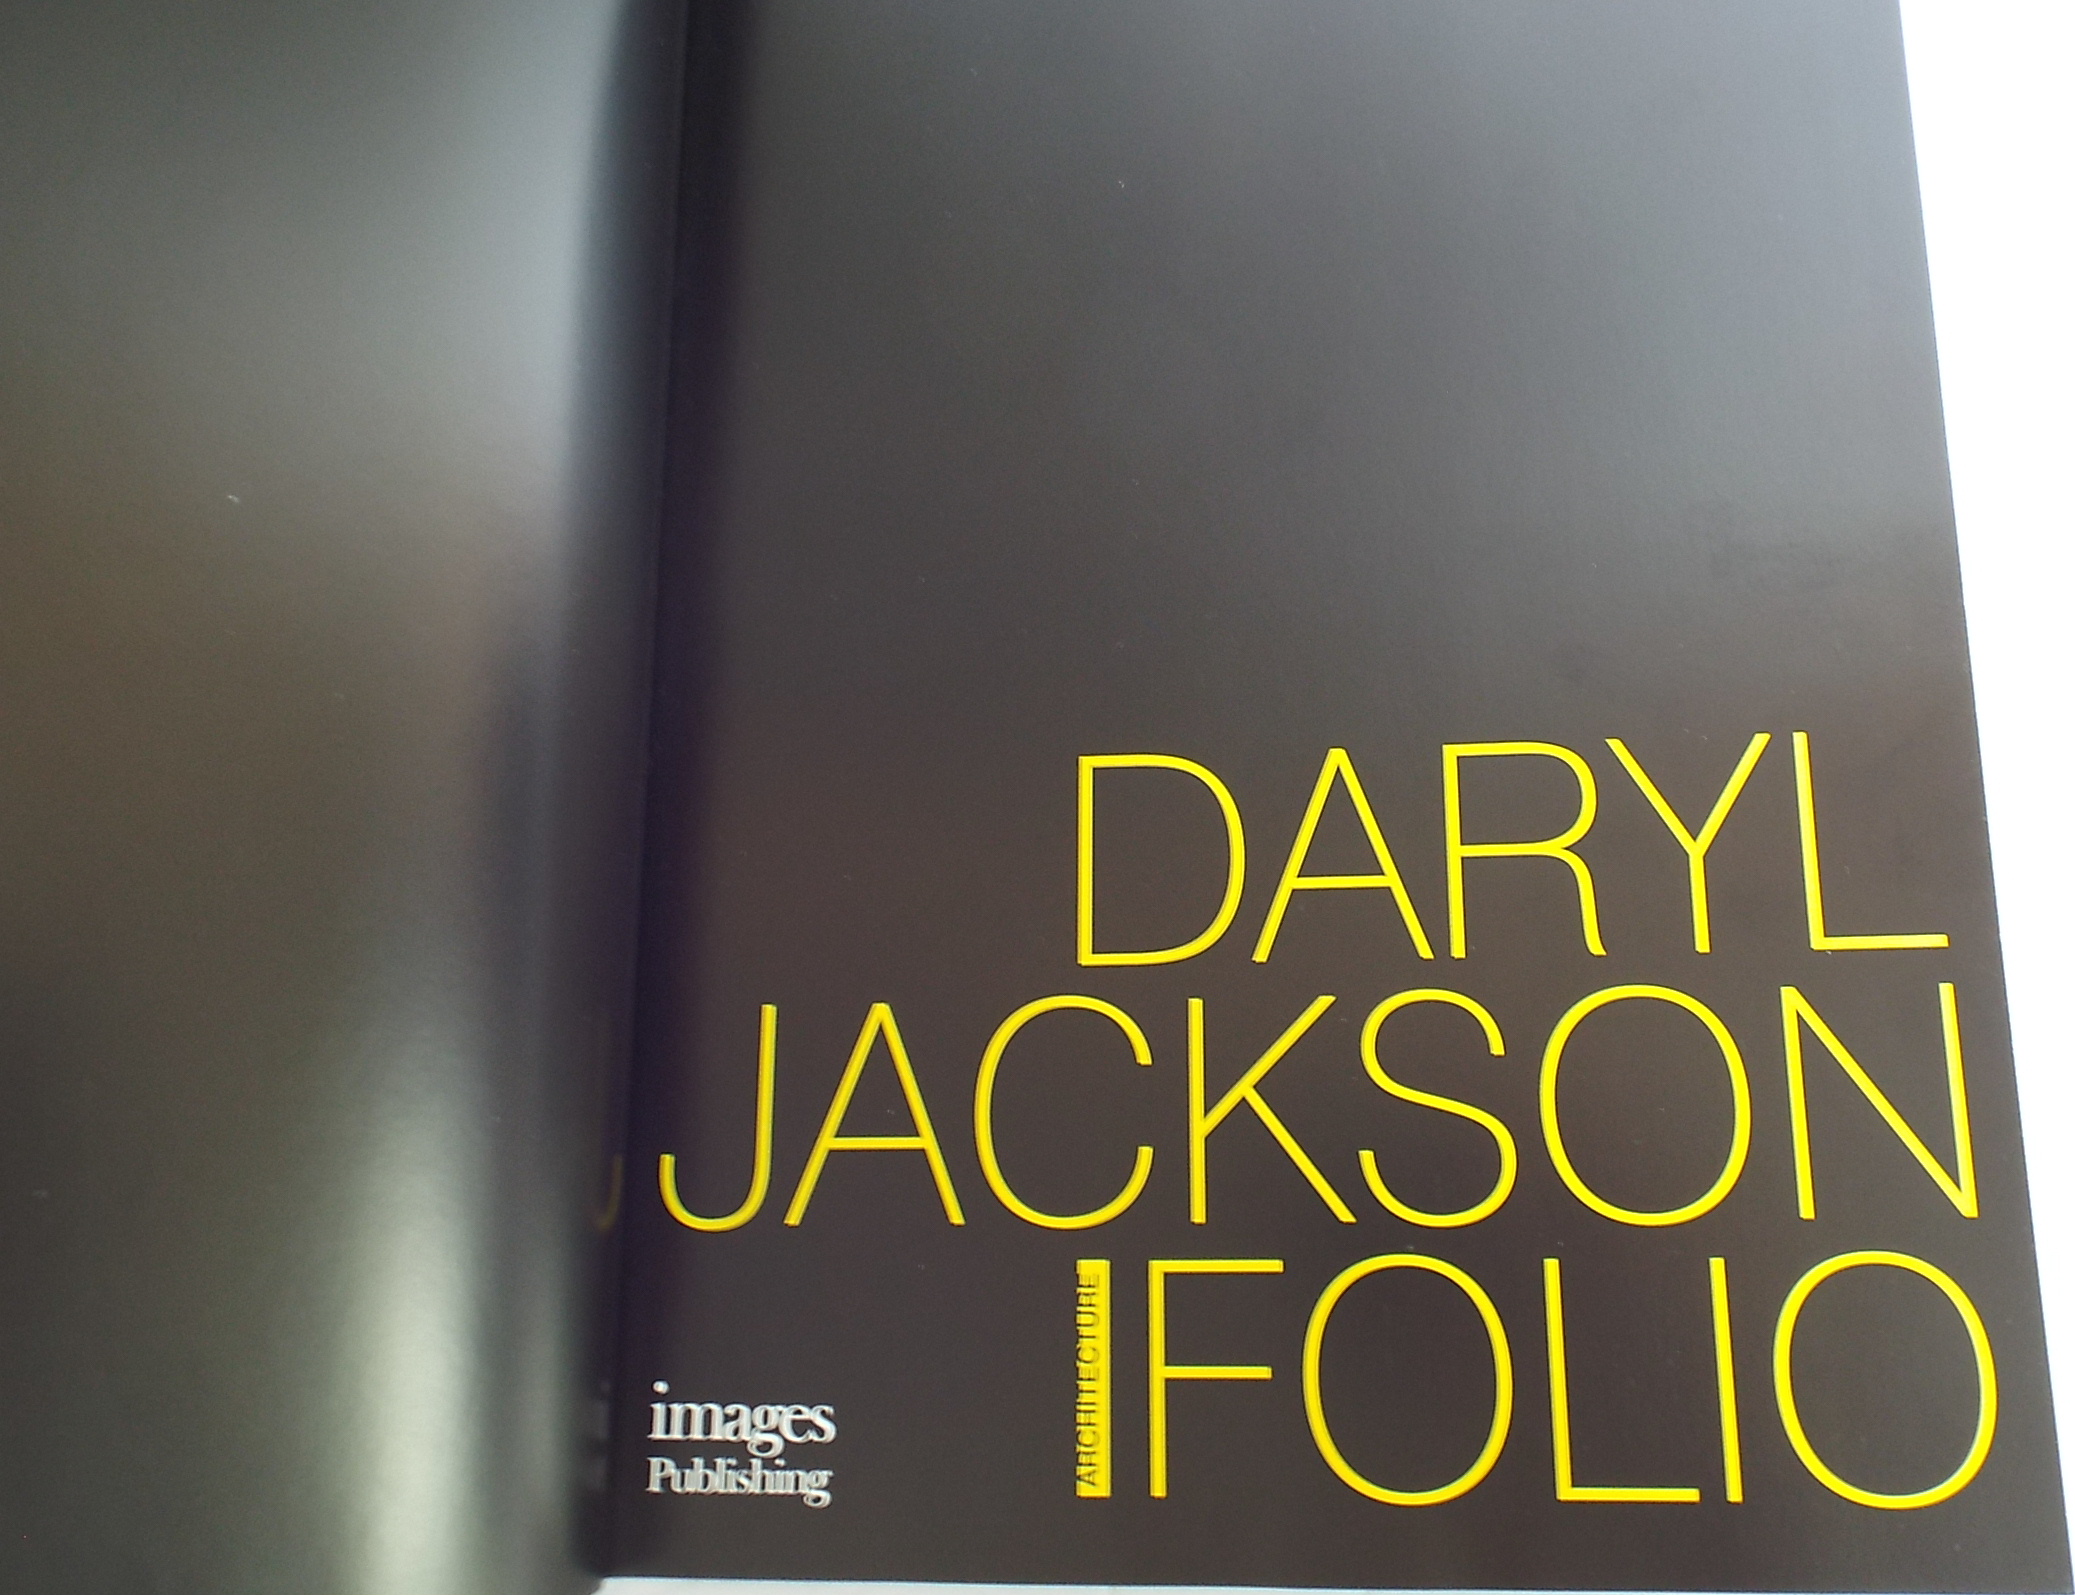 DARYL
JACKSON
ARCHITECTURE FOLIO
images
Publishing